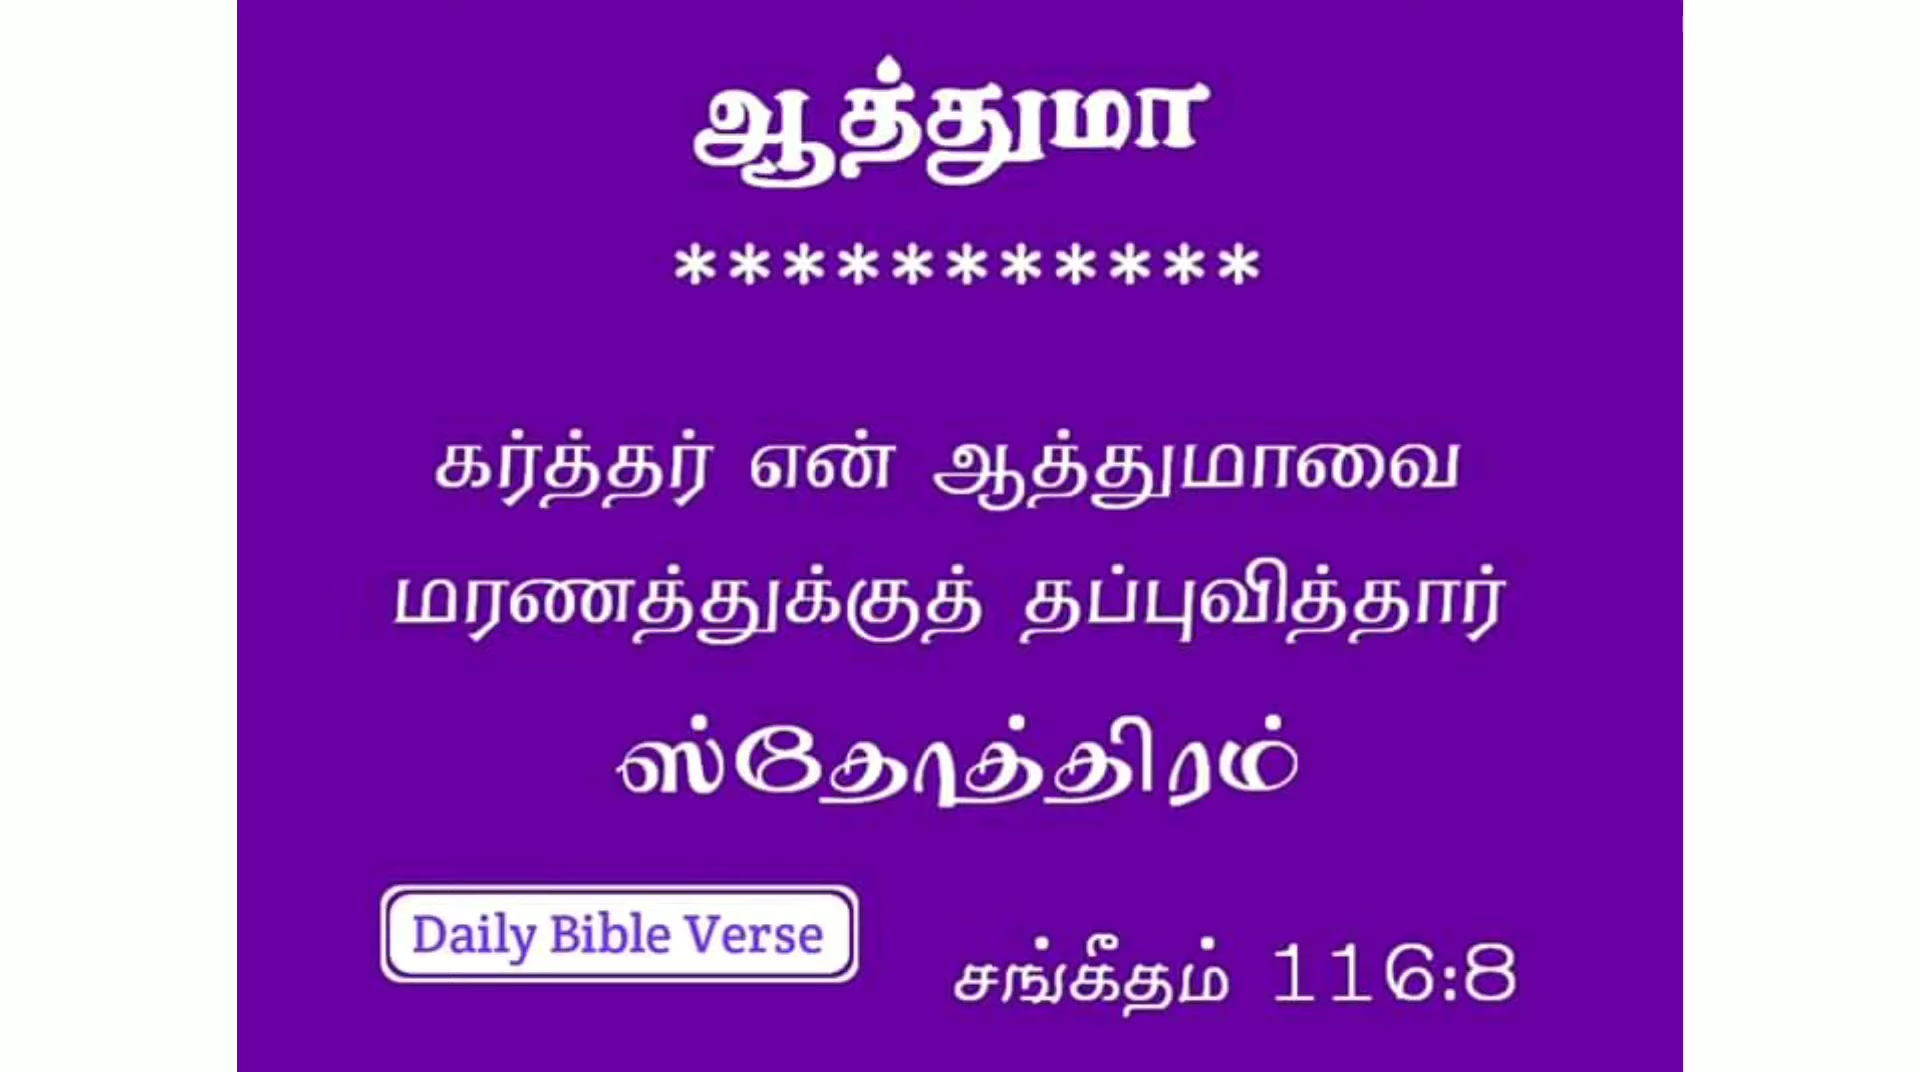 ஆத்துமா
***********
கர்த்தர் என் ஆத்துமாவை
மரணத்துக்குத் தப்புவித்தார்
ஸ்தோத்திரம்
Daily Bible Verse
சங்கீதம் 116:8